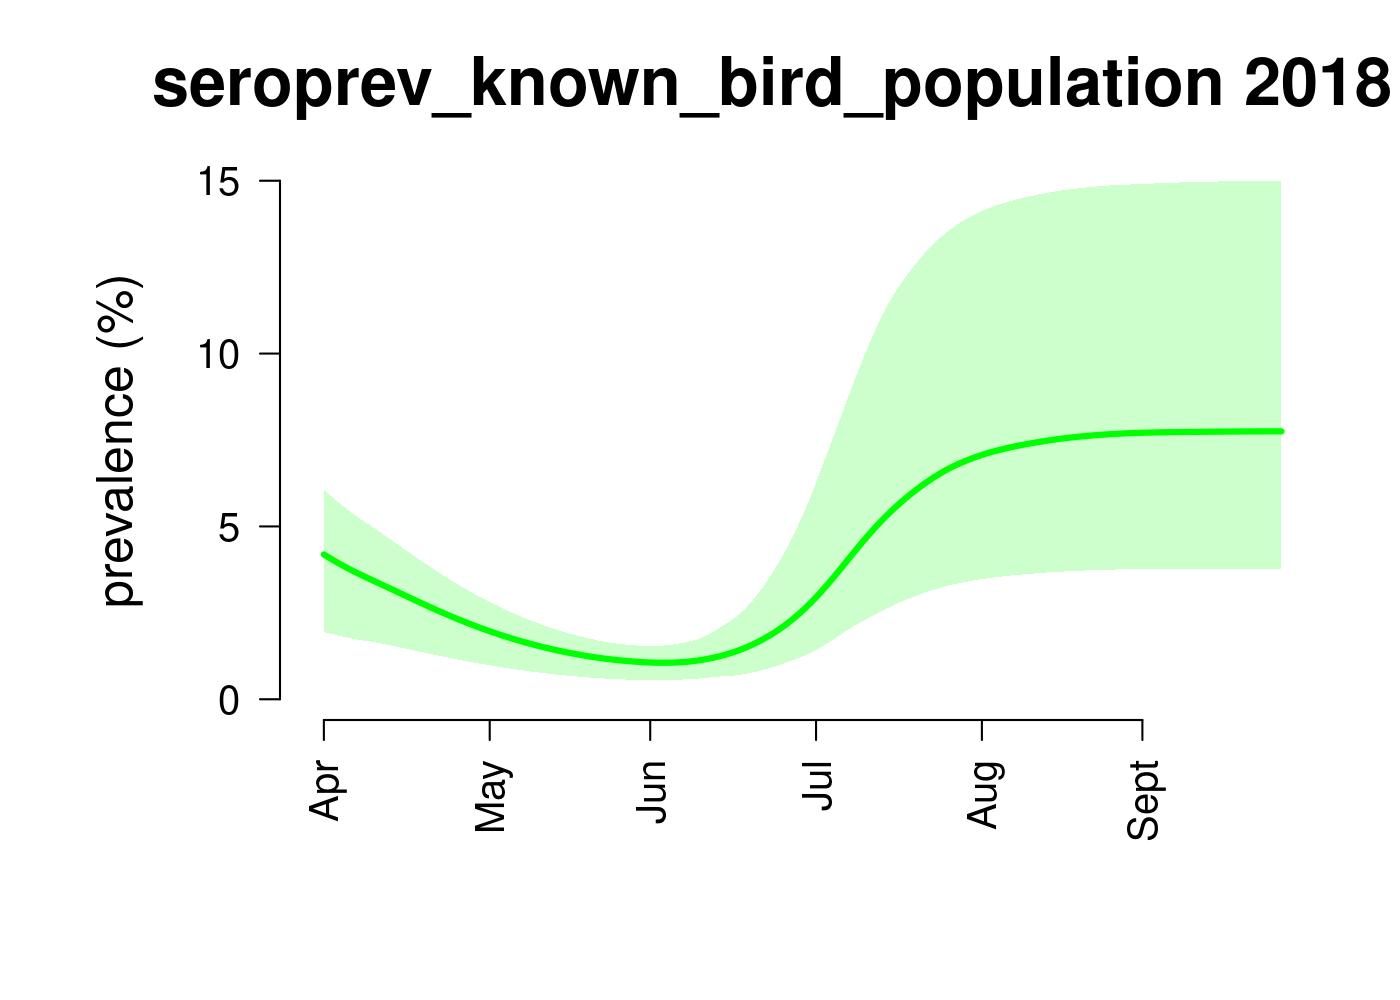 seroprev_known_bird_population 2018
prevalence (%)
15
10
5
0
Apr
May
Jun
Jul
Aug
Sept